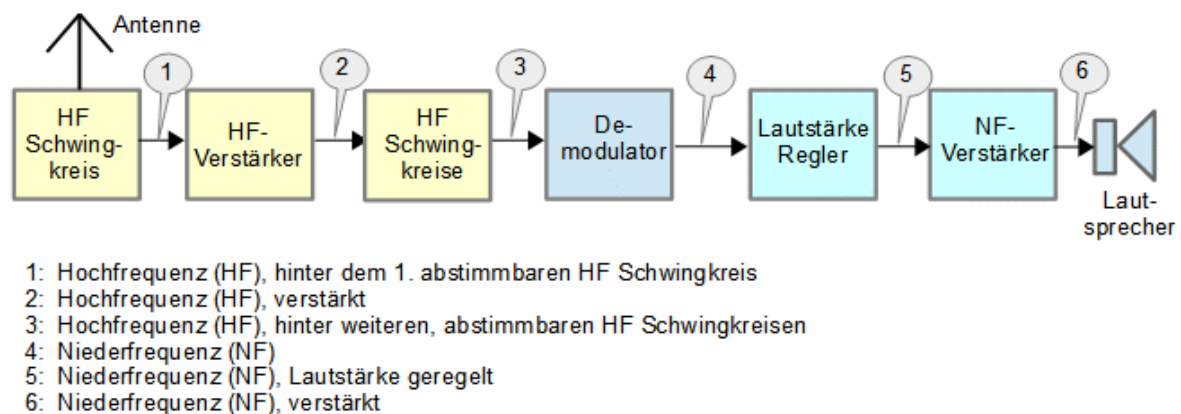 Antenne
1
2
3
4
5
6
HF
Schwing-
kreis
HF-
Verstärker
HF
Schwing-
kreise
De-
modulator
Lautstärke
Regler
NF-
Verstärker
Laut-
sprecher
1: Hochfrequenz (HF), hinter dem 1. abstimmbaren HF Schwingkreis
2: Hochfrequenz (HF), verstärkt
3: Hochfrequenz (HF), hinter weiteren, abstimmbaren HF Schwingkreisen
4: Niederfrequenz (NF)
5: Niederfrequenz (NF), Lautstärke geregelt
6: Niederfrequenz (NF), verstärkt